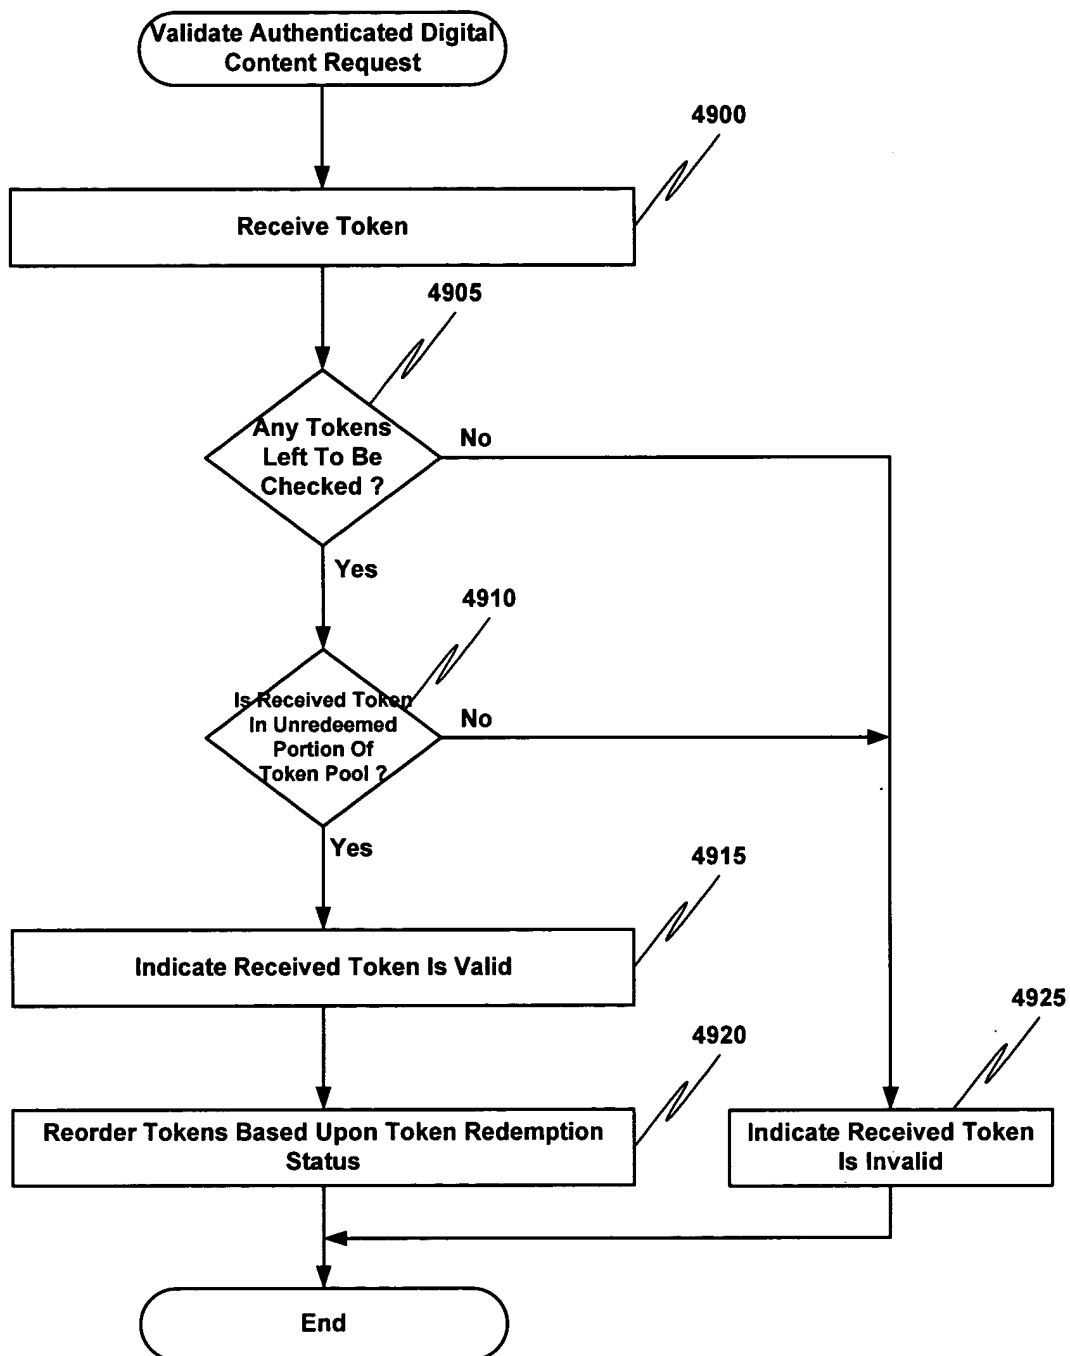 Validate Authenticated Digital
Content Request
4900
Receive Token
4905
Any Tokens
Left To Be
Checked ?
No
Yes
4910
Is Received Token
In Unredeemed
Portion Of
Token Pool ?
No
Yes
4915
Indicate Received Token Is Valid
4925
4920
Reorder Tokens Based Upon Token Redemption
Status
Indicate Received Token
Is Invalid
End